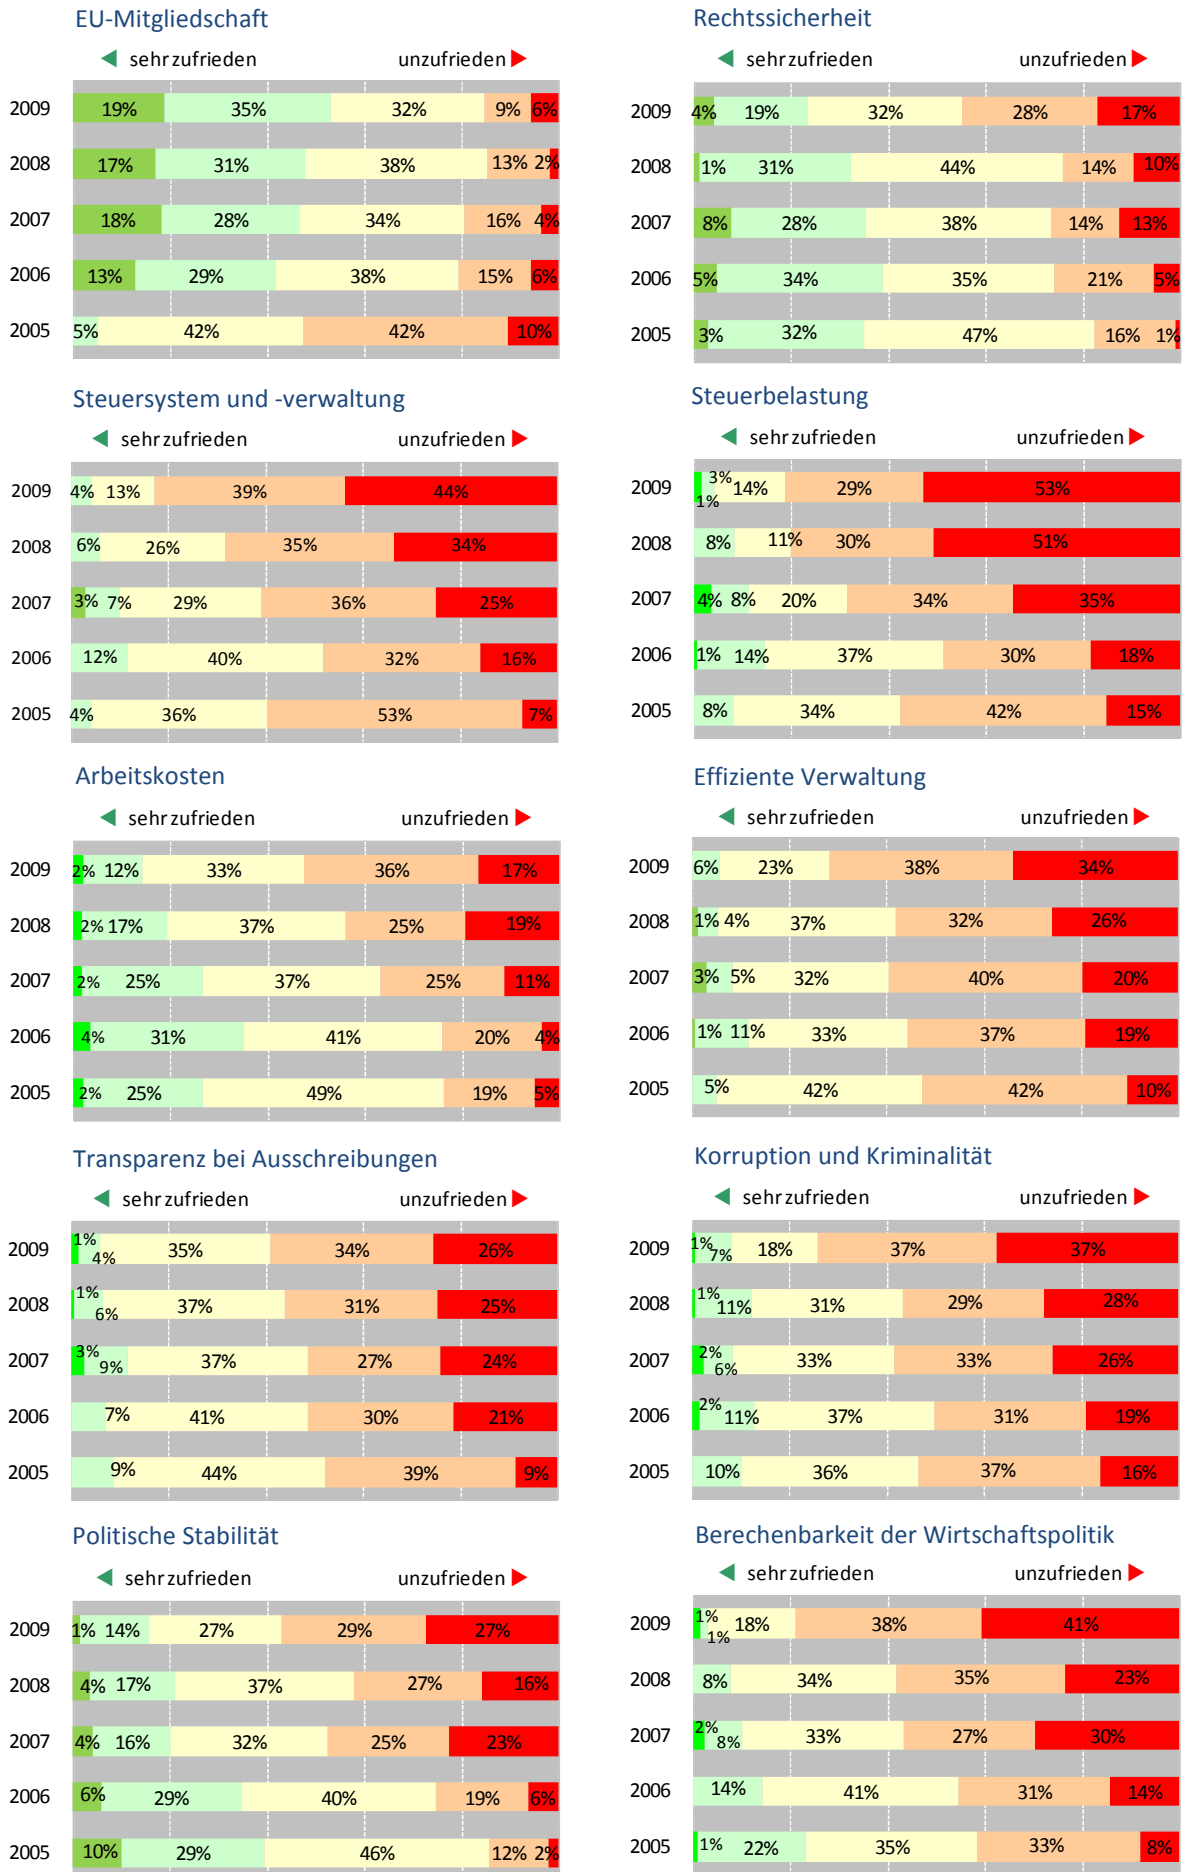 EU-Mitgliedschaft
sehr zufrieden unzufrieden
2009 19% 35% 32% 9% 6%
2008 17% 31% 38% 13% 2%
2007 18% 28% 34% 16% 4%
2006 13% 29% 38% 15% 6%
2005 5% 42% 42% 10%
Rechtssicherheit
sehr zufrieden unzufrieden
2009 4% 19% 32% 28% 17%
2008 1% 31% 44% 14% 10%
2007 8% 28% 38% 14% 13%
2006 5% 34% 35% 21% 5%
2005 3% 32% 47% 16% 1%
Steuersystem und -verwaltung
sehr zufrieden unzufrieden
2009 4% 13% 39% 44%
2008 6% 26% 35% 34%
2007 3% 7% 29% 36% 25%
2006 12% 40% 32% 16%
2005 4% 36% 53% 7%
Steuerbelastung
sehr zufrieden unzufrieden
2009 1% 3% 14% 29% 53%
2008 8% 11% 30% 51%
2007 4% 8% 20% 34% 35%
2006 1% 14% 37% 30% 18%
2005 8% 34% 42% 15%
Arbeitskosten
sehr zufrieden unzufrieden
2009 2% 12% 33% 36% 17%
2008 2% 17% 37% 25% 19%
2007 2% 25% 37% 25% 11%
2006 4% 31% 41% 20% 4%
2005 2% 25% 49% 19% 5%
Effiziente Verwaltung
sehr zufrieden unzufrieden
2009 6% 23% 38% 34%
2008 1% 4% 37% 32% 26%
2007 3% 5% 32% 40% 20%
2006 1% 11% 33% 37% 19%
2005 5% 42% 42% 10%
Transparenz bei Ausschreibungen
sehr zufrieden unzufrieden
2009 1% 4% 35% 34% 26%
2008 1% 6% 37% 31% 25%
2007 3% 9% 37% 27% 24%
2006 7% 41% 30% 21%
2005 9% 44% 39% 9%
Korruption und Kriminalität
sehr zufrieden unzufrieden
2009 1% 7% 18% 37% 37%
2008 1% 11% 31% 29% 28%
2007 2% 6% 33% 33% 26%
2006 2% 11% 37% 31% 19%
2005 10% 36% 37% 16%
Politische Stabilität
sehr zufrieden unzufrieden
2009 1% 14% 27% 29% 27%
2008 4% 17% 37% 27% 16%
2007 4% 16% 32% 25% 23%
2006 6% 29% 40% 19% 6%
2005 10% 29% 46% 12% 2%
Berechenbarkeit der Wirtschaftspolitik
sehr zufrieden unzufrieden
2009 1% 1% 18% 38% 41%
2008 8% 34% 35% 23%
2007 2% 8% 33% 27% 30%
2006 14% 41% 31% 14%
2005 1% 22% 35% 33% 8%